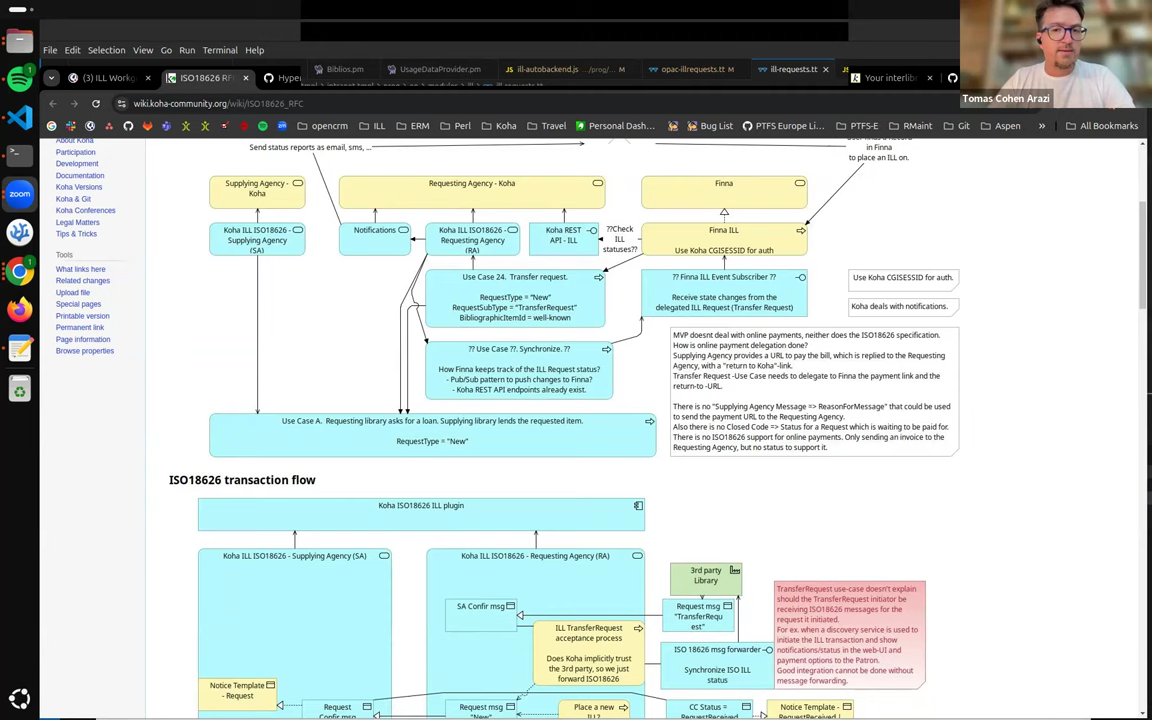 File Edit Selection View Go Run Terminal Help
Biblios.pm
UsageDataProvider.pm
JS ill-autobackend.js ./prog/... M
opac-illrequests.tt M
ill-requests.tt
(3) ILL Workg
ISO18626 RF
Hyper
Your interlib
Tomas Cohen Arazi
wiki.koha-community.org/wiki/ISO18626_RFC
opencrm
ILL
ERM
Perl
Koha
Travel
Personal Dash...
Bug List
PTFS Europe Li...
PTFS-E
RMaint
Git
Aspen
»
All Bookmarks
About Koha
Participation
Development
Documentation
Koha Versions
Koha & Git
Koha Conferences
Legal Matters
Tips & Tricks
Tools
What links here
Related changes
Upload file
Special pages
Printable version
Permanent link
Page information
Browse properties
zoom
Send status reports as email, sms, ...
in Finna
to place an ILL on.
Supplying Agency -
Koha
Requesting Agency - Koha
Finna
Koha ILL ISO18626 -
Supplying Agency
(SA)
Notifications
Koha ILL ISO18626 -
Requesting Agency
(RA)
Koha REST
API - ILL
??Check
ILL
statuses??
Finna ILL
Use Koha CGISESSID for auth
Use Case 24. Transfer request.
RequestType = "New"
RequestSubType = "TransferRequest"
BibliographicItemId = well-known
?? Finna ILL Event Subscriber ??
Receive state changes from the
delegated ILL Request (Transfer Request)
Use Koha CGISESSID for auth.
Koha deals with notifications.
?? Use Case ??. Synchronize. ??
How Finna keeps track of the ILL Request status?
- Pub/Sub pattern to push changes to Finna?
- Koha REST API endpoints already exist.
MVP doesnt deal with online payments, neither does the ISO18626 specification.
How is online payment delegation done?
Supplying Agency provides a URL to pay the bill, which is replied to the Requesting
Agency, with a "return to Koha"-link.
Transfer Request -Use Case needs to delegate to Finna the payment link and the
return-to -URL.
There is no "Supplying Agency Message => ReasonForMessage" that could be used
to send the payment URL to the Requesting Agency.
Also there is no Closed Code => Status for a Request which is waiting to be paid for.
There is no ISO18626 support for online payments. Only sending an invoice to the
Requesting Agency, but no status to support it.
Use Case A. Requesting library asks for a loan. Supplying library lends the requested item.
RequestType = "New"
ISO18626 transaction flow
Koha ISO18626 ILL plugin
Koha ILL ISO18626 - Supplying Agency (SA)
Koha ILL ISO18626 - Requesting Agency (RA)
3rd party
Library
SA Confir msg
Request msg
"TransferRequ
est"
ILL TransferRequest
acceptance process
Does Koha implicitly trust
the 3rd party, so we just
forward ISO18626
ISO 18626 msg forwarder
Synchronize ISO ILL
status
TransferRequest use-case doesn't explain
should the TransferRequest initiator be
receiving ISO18626 messages for the
request it initiated.
For ex. when a discovery service is used to
initiate the ILL transaction and show
notifications/status in the web-UI and
payment options to the Patron.
Good integration cannot be done without
message forwarding.
Notice Template
- Request
Request
Confir msg
Request msg
"New"
Place a new
ILL?
CC Status =
RequestReceived
Notice Template -
RequestReceived /